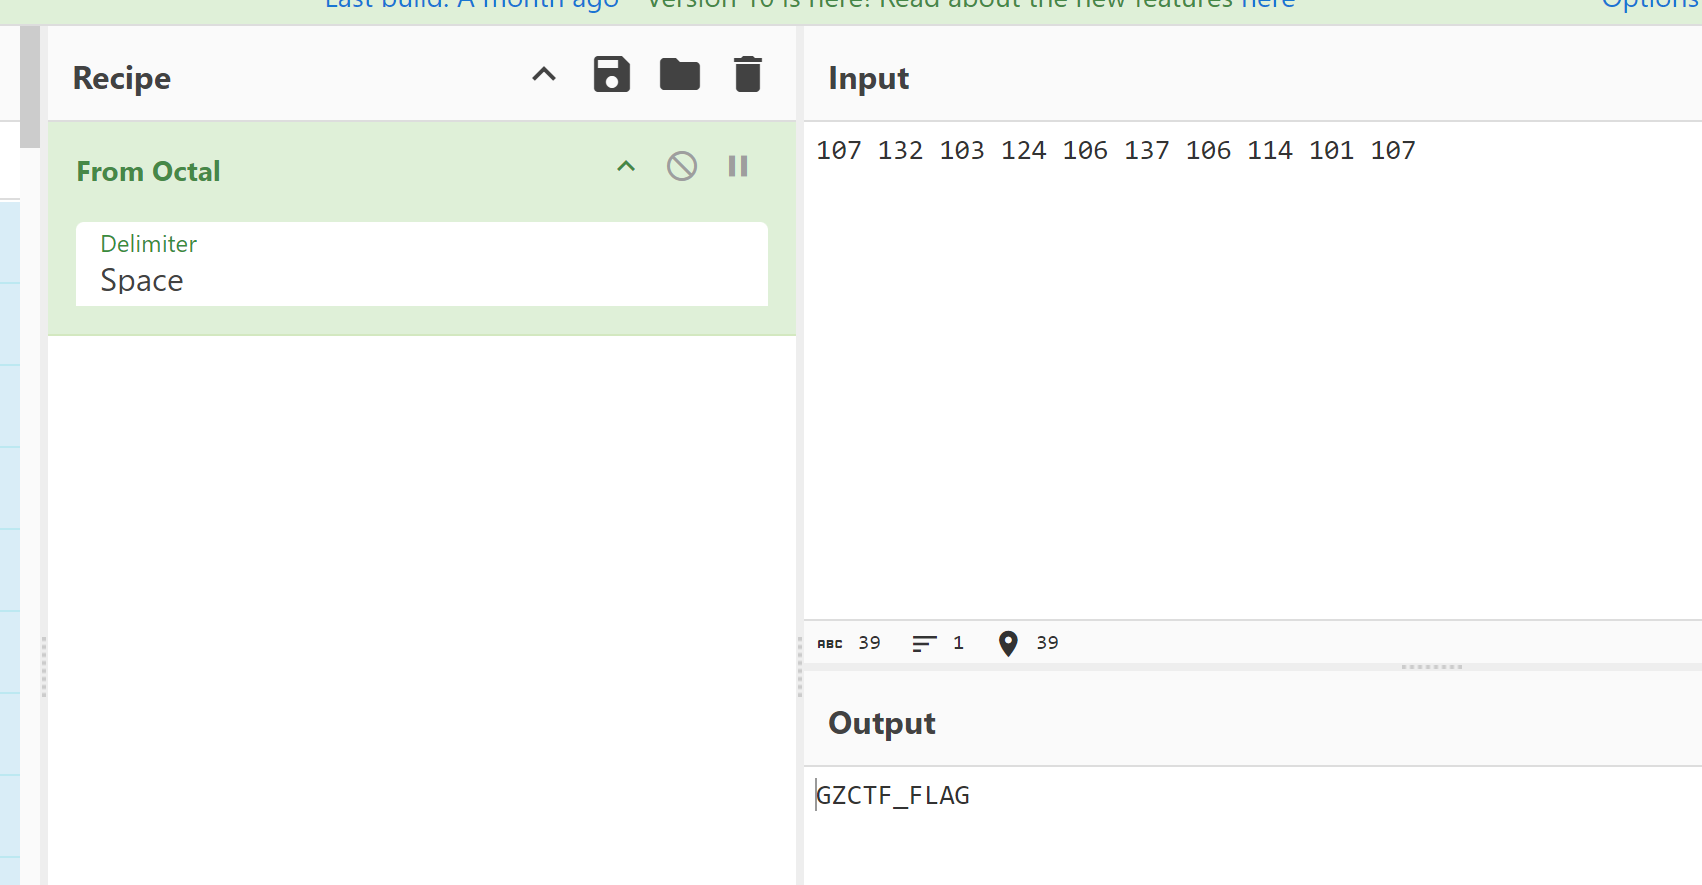 Last build: A month ago Version 10 is here! Read about the new features here Options
Recipe
From Octal
Delimiter
Space
Input
107 132 103 124 106 137 106 114 101 107
ABC 39 1 39
Output
GZCTF_FLAG